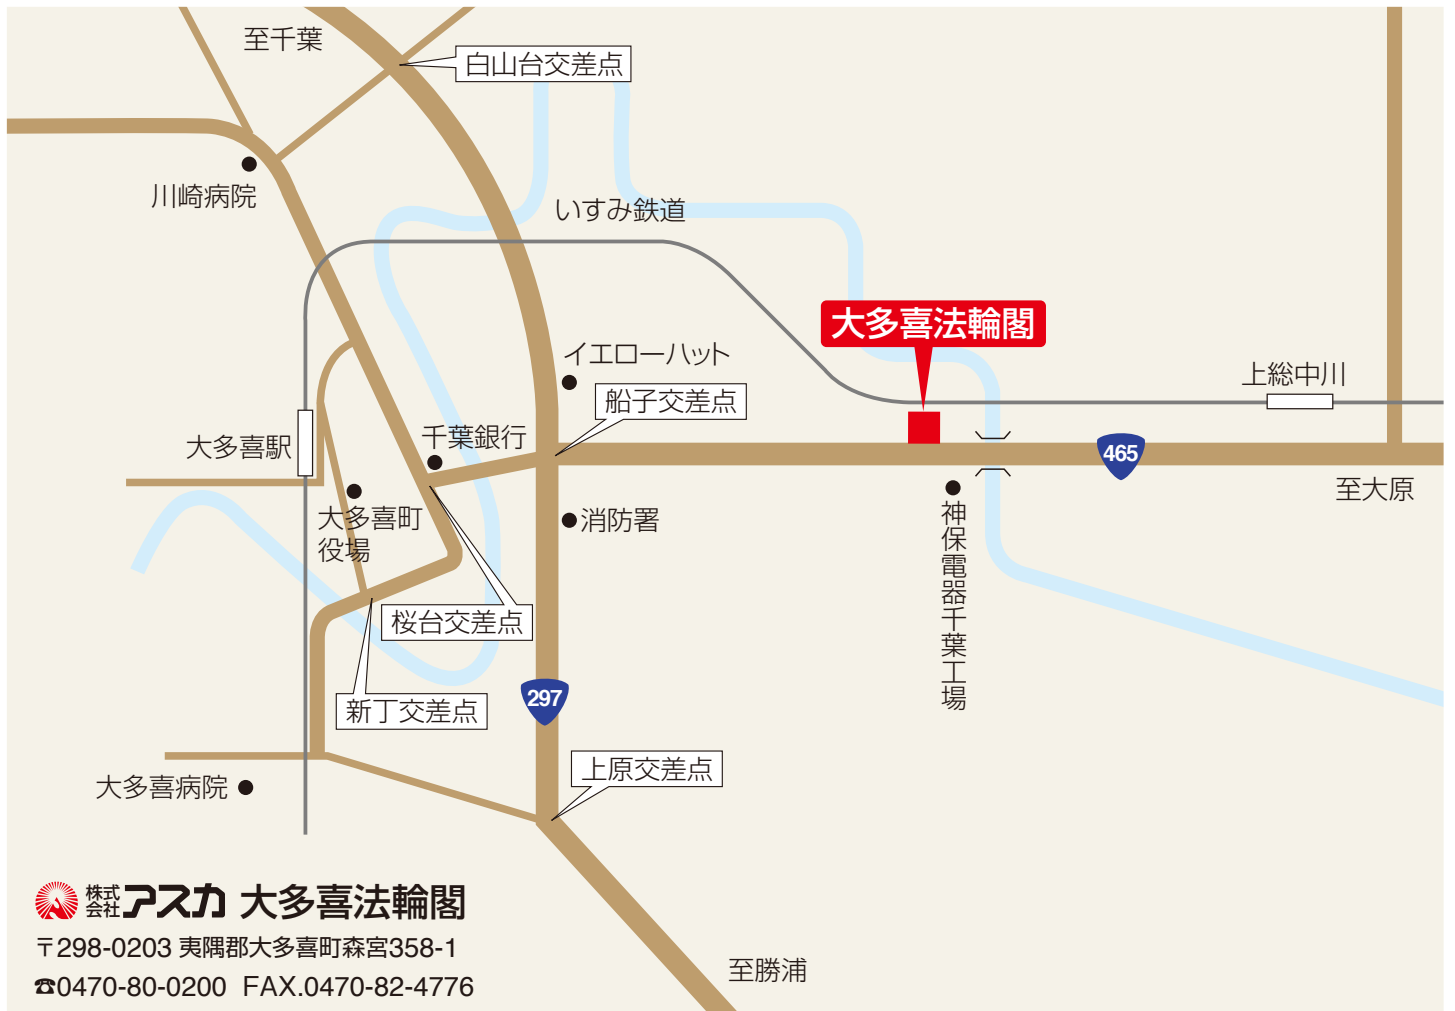 至千葉
白山台交差点
川崎病院
いすみ鉄道
大多喜法輪閣
イエローハット
上総中川
船子交差点
千葉銀行
大多喜駅
465
至大原
大多喜町
役場
消防署
神保電器千葉工場
桜台交差点
新丁交差点
297
上原交差点
大多喜病院
株式会社アスカ 大多喜法輪閣
〒298-0203 夷隅郡大多喜町森宮358-1
☎0470-80-0200 FAX.0470-82-4776
至勝浦